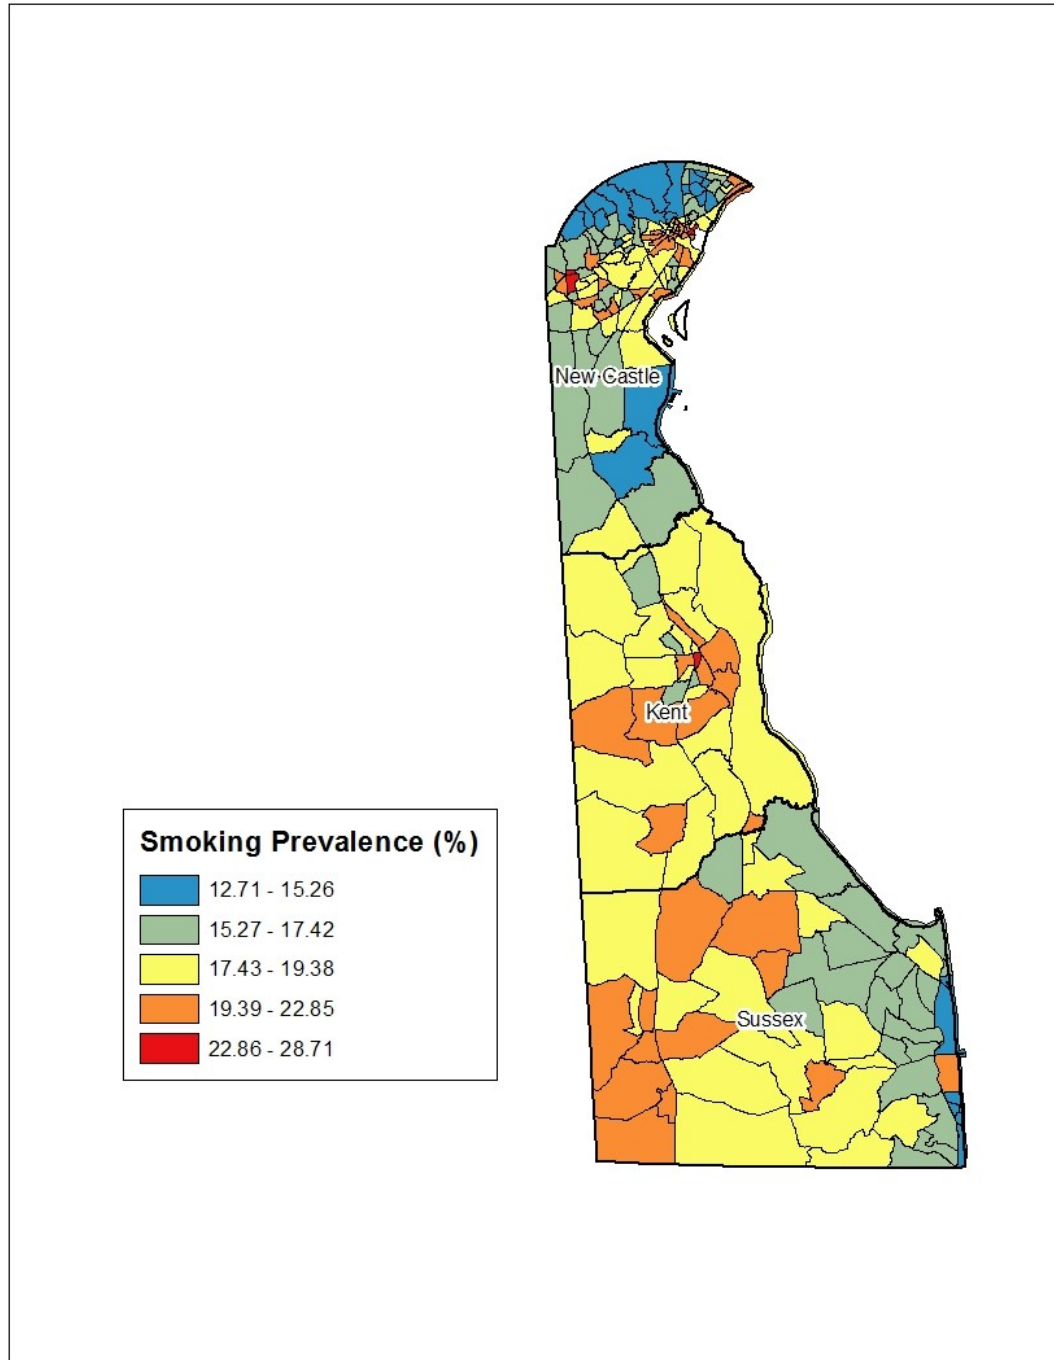 New Castle
Kent
Smoking Prevalence (%)
12.71 - 15.26
15.27 - 17.42
17.43 - 19.38
19.39 - 22.85
22.86 - 28.71
Sussex